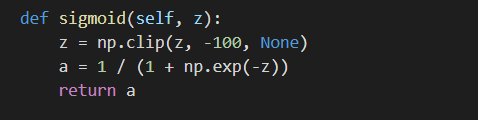 def sigmoid(self, z):
    z = np.clip(z, -100, None)
    a = 1 / (1 + np.exp(-z))
    return a